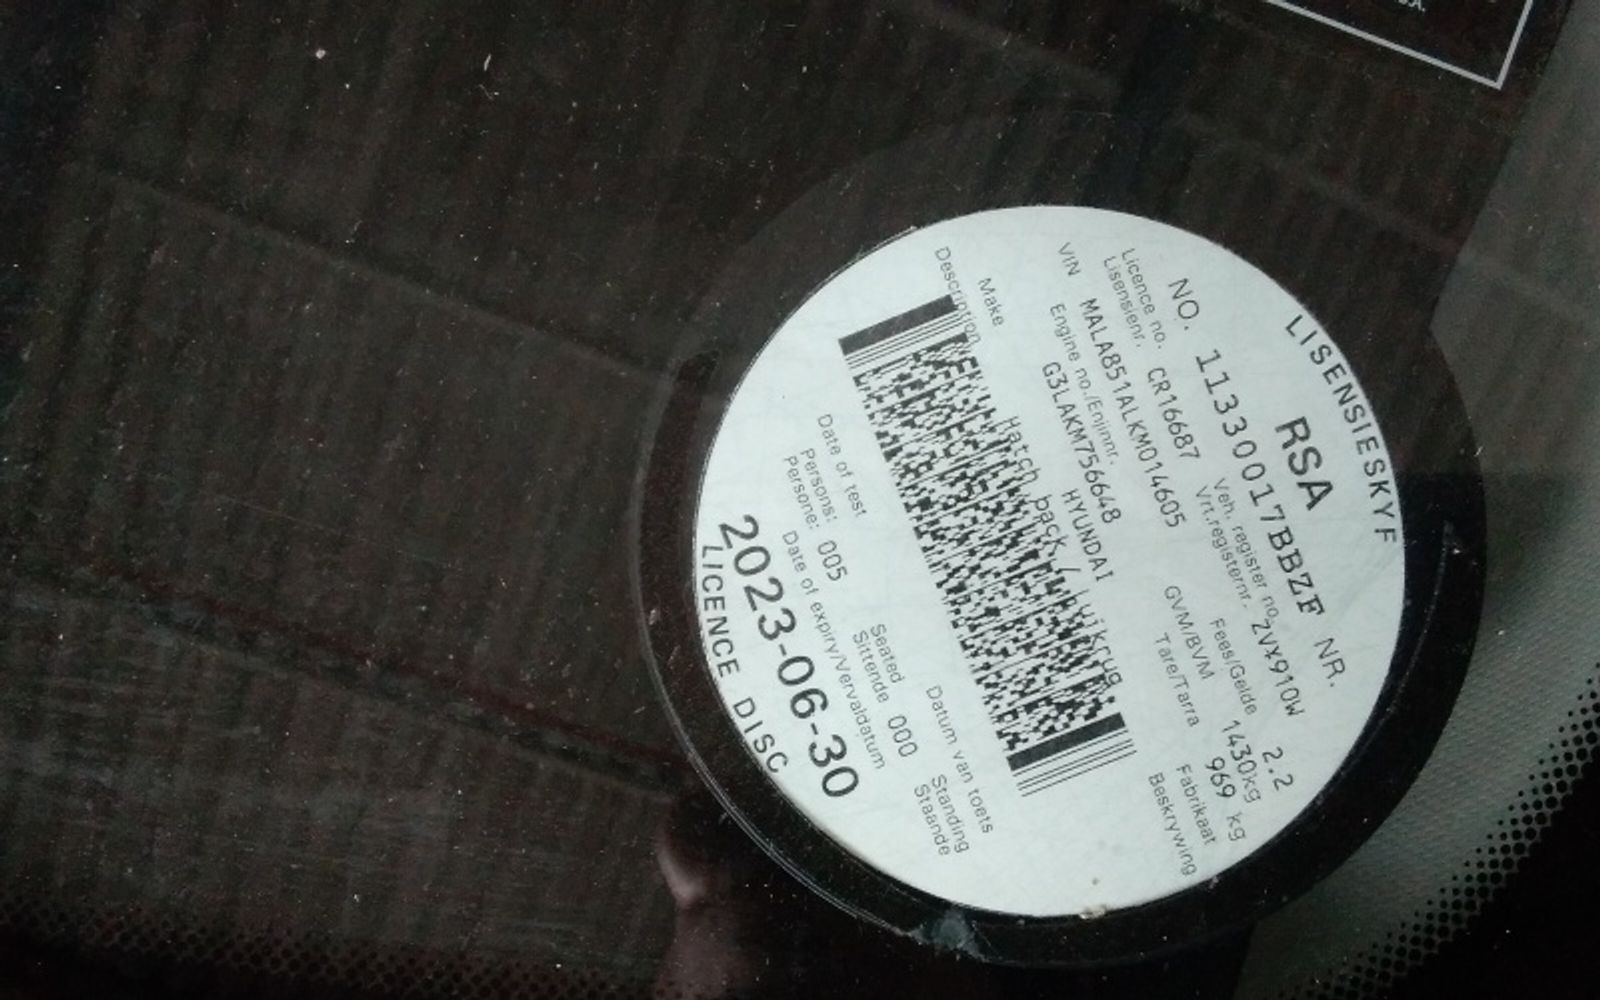 LISENSIESKYF
RSA
NO. 11330017BBZF NR.
Licence no. Veh. register no.
Lisensienr. CR16687 Vrt.registernr. ZVX910W
VIN MALA851ALKM014605
Fees/Gelde 2.2
Engine no./Enjinnr. GVM/BVM 1430kg
G3LAKM756648 Tare/Tarra 969 kg
Make HYUNDAI Fabrikaat
Description Hatch back / Luikrug Beskrywing
Date of test Datum van toets
Persons: Seated Standing
Persone: 005 Sittende 000 Staande
Date of expiry/Vervaldatum
2023-06-30
LICENCE DISC